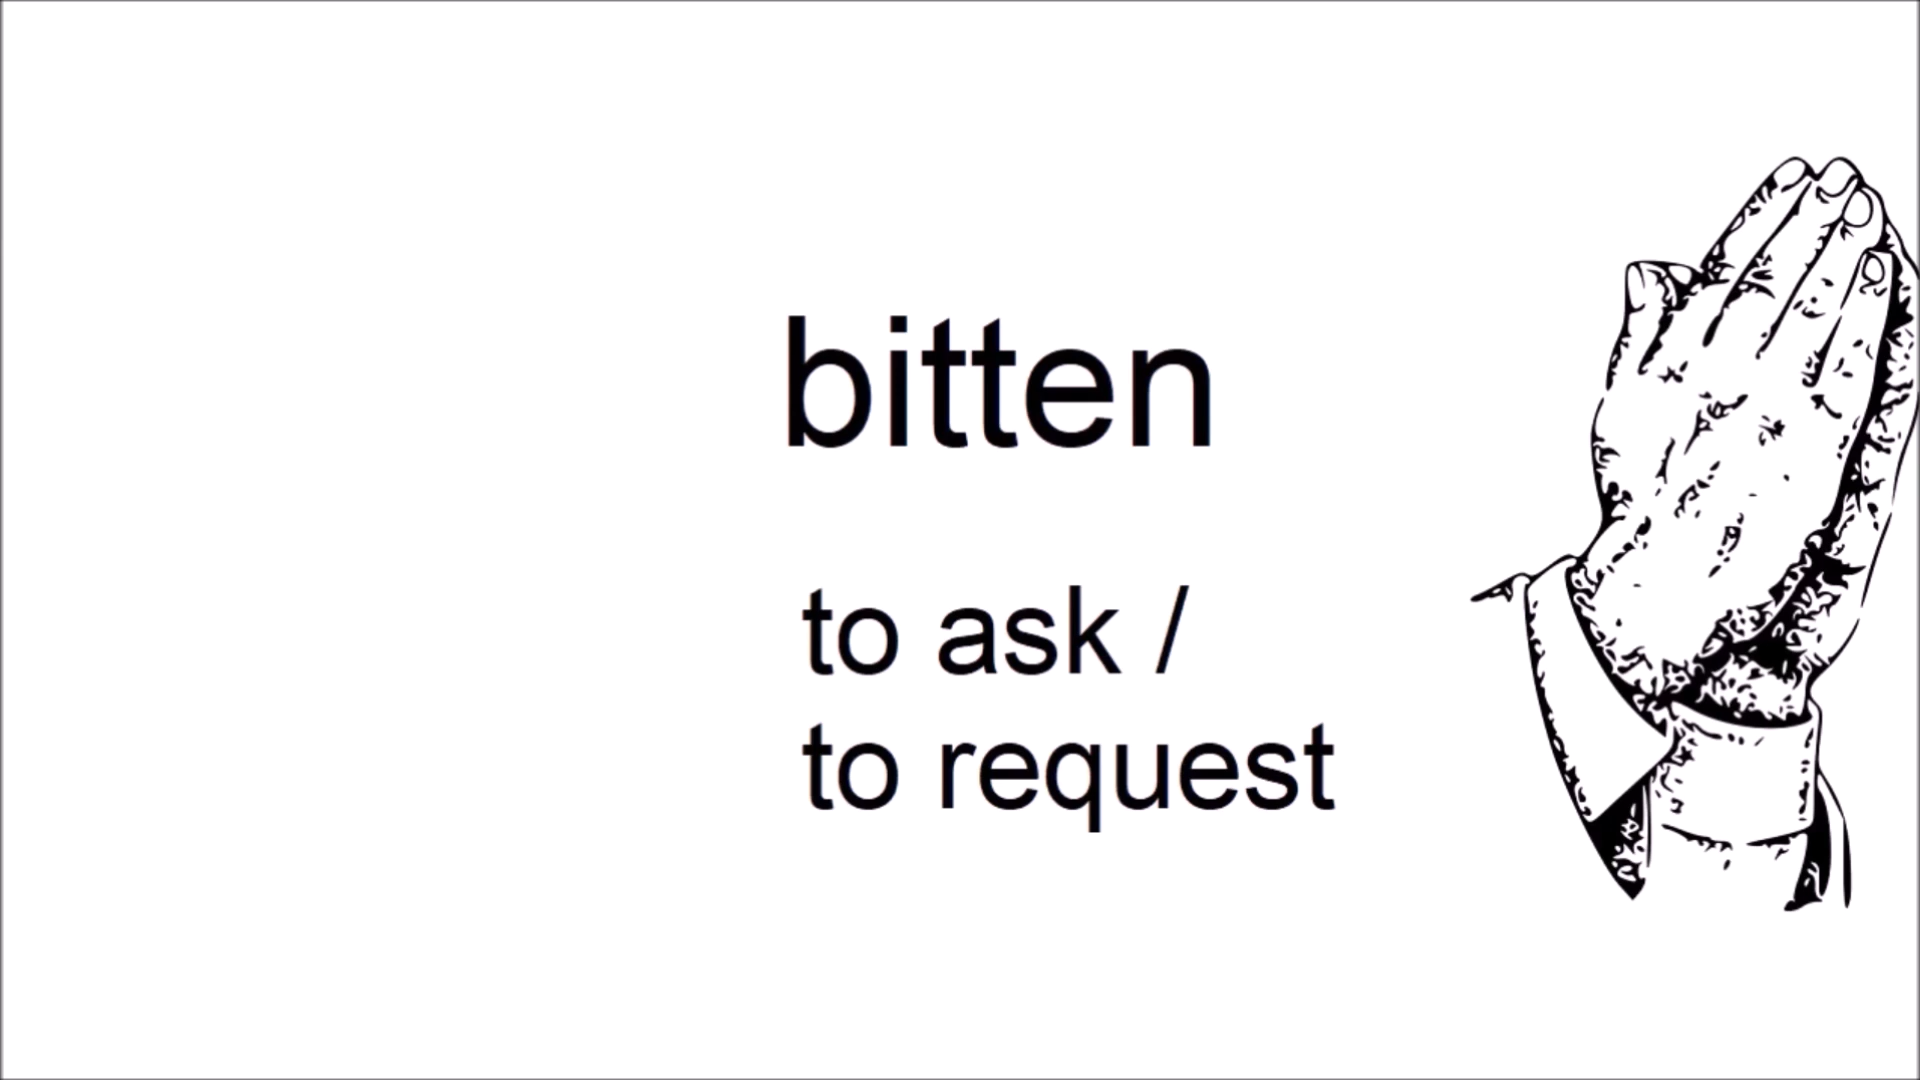 bitten
to ask /
to request